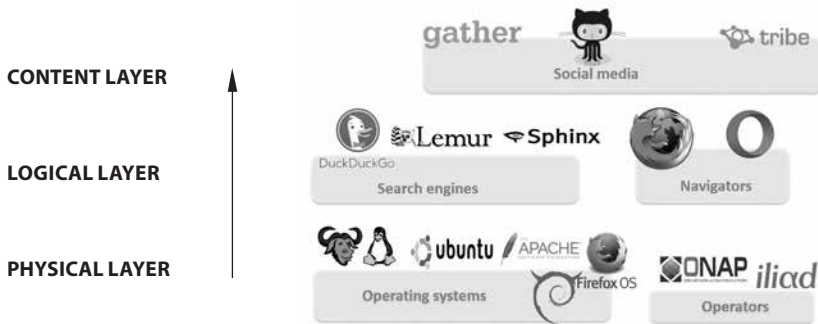 gather
tribe
Social media
CONTENT LAYER
Lemur
Sphinx
DuckDuckGo
LOGICAL LAYER
Search engines
Navigators
ubuntu
APACHE
Firefox OS
ONAP
iliad
PHYSICAL LAYER
Operating systems
Operators